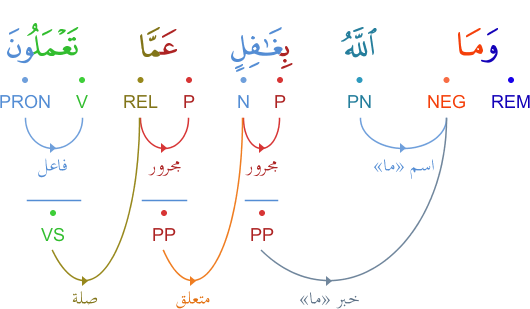 وَمَا ٱللَّهُ بِغَٰفِلٍ عَمَّا تَعْمَلُونَ
PRON V REL P N P PN NEG REM
فاعل مجرور مجرور اسم «ما»
VS PP PP
صلة متعلق خبر «ما»